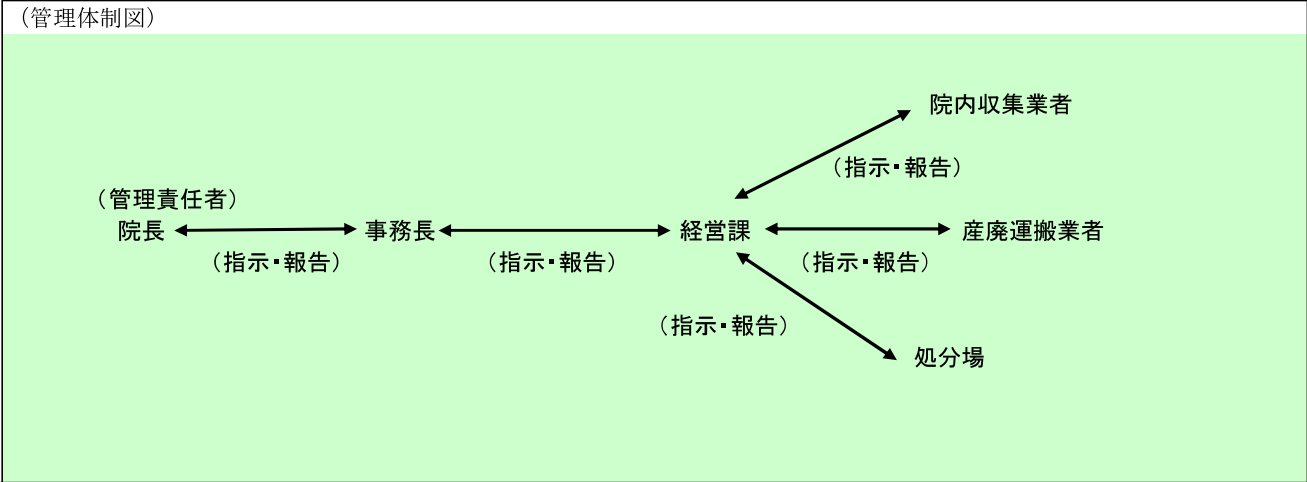 （管理体制図）
院内収集業者
（指示・報告）
（管理責任者）
院長
事務長
経営課
産廃運搬業者
（指示・報告）
（指示・報告）
（指示・報告）
（指示・報告）
処分場